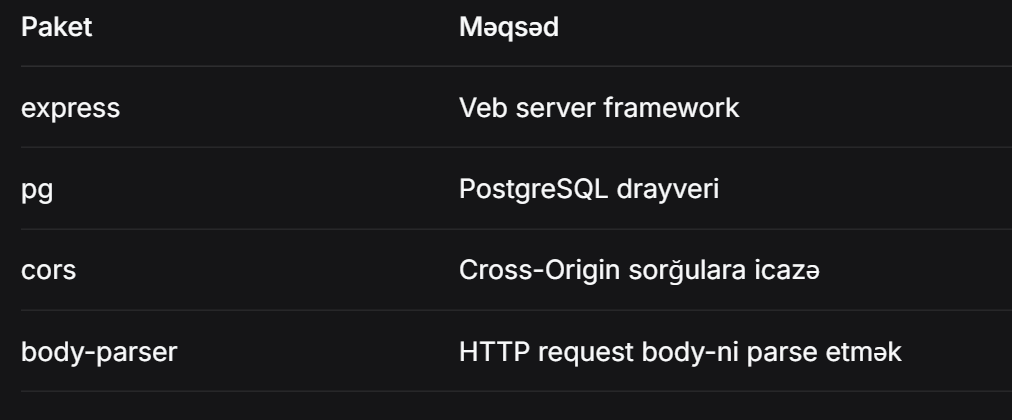 Paket Məqsəd
express Veb server framework
pg PostgreSQL drayveri
cors Cross-Origin sorğulara icazə
body-parser HTTP request body-ni parse etmək